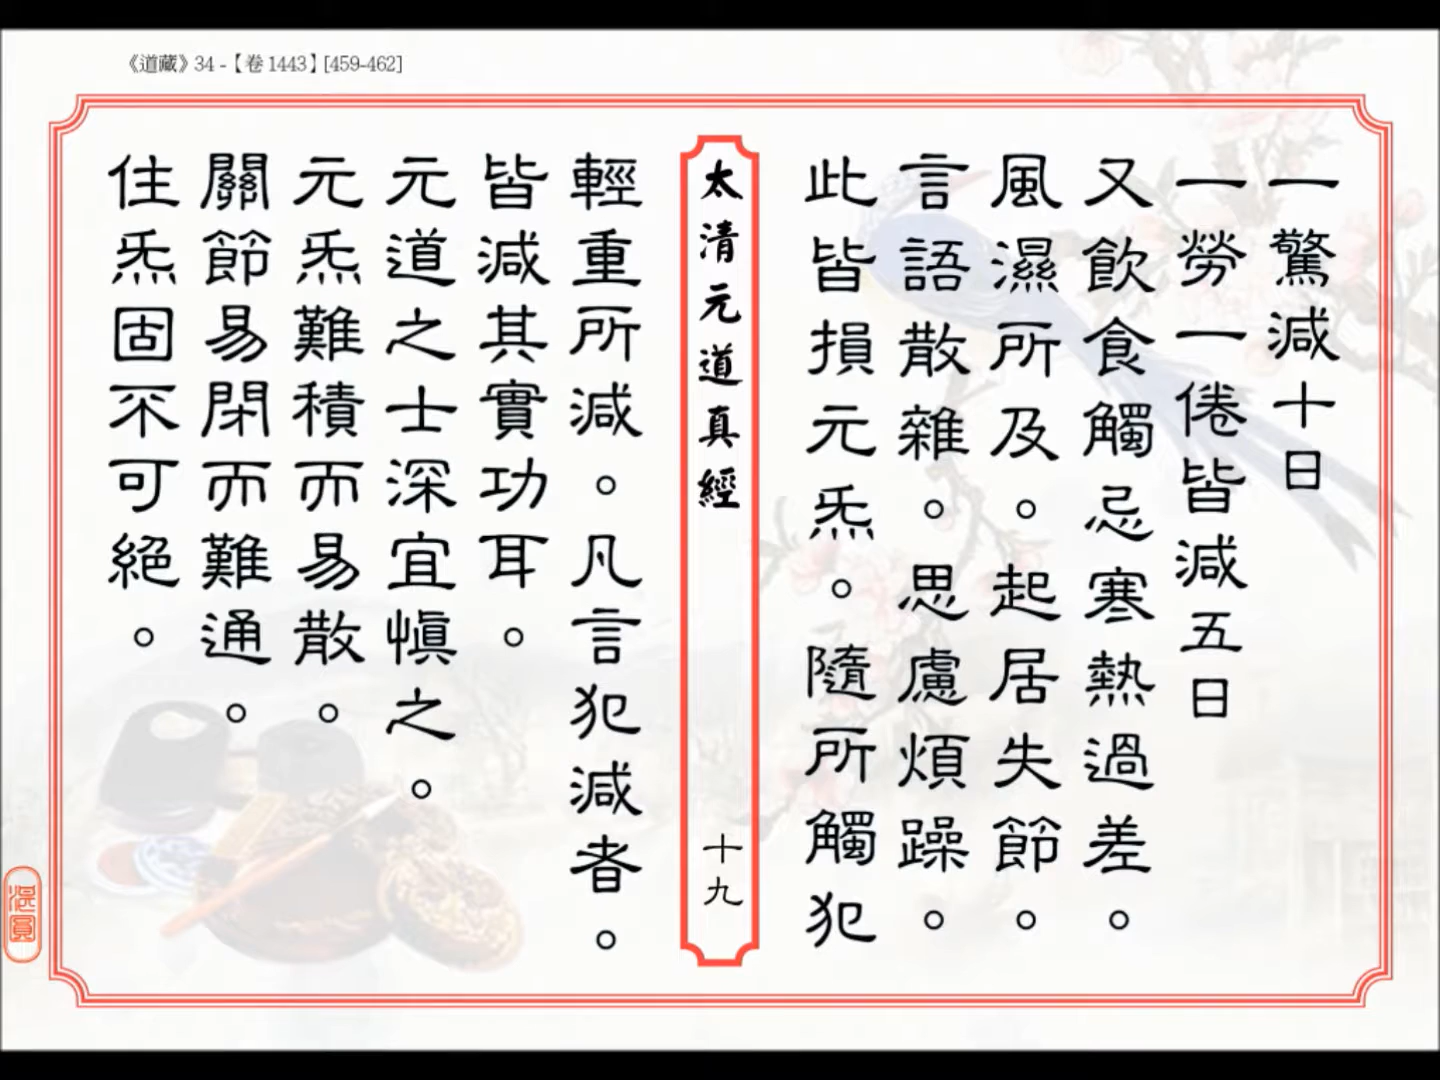 《道藏》34 -【卷 1443】[459-462]
一驚減十日
一勞一倦皆減五日
又飲食觸忌寒熱過差。
風濕所及。起居失節。
言語散雜。思慮煩躁。
此皆損元炁。隨所觸犯
太清元道真經 十九
輕重所減。凡言犯減者。
皆減其實功耳。
元道之士深宜慎之。
元炁難積而易散。
關節易閉而難通。
住炁固不可絕。
湛圓